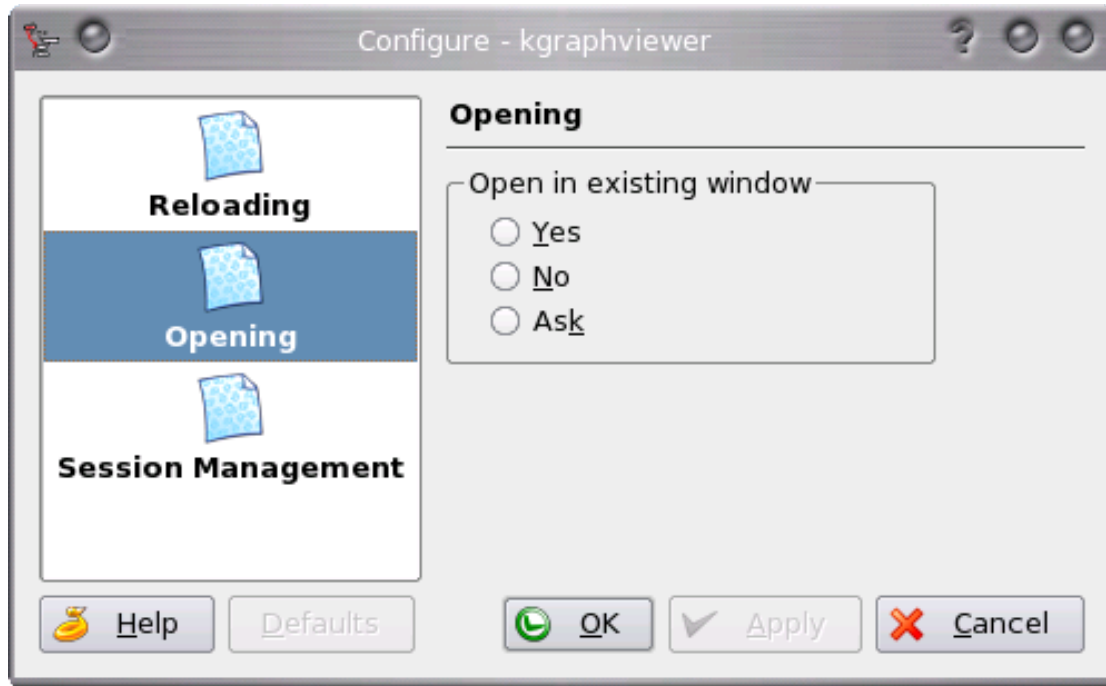 Configure - kgraphviewer
Reloading
Opening
Session Management
Opening
Open in existing window
Yes
No
Ask
Help
Defaults
OK
Apply
Cancel